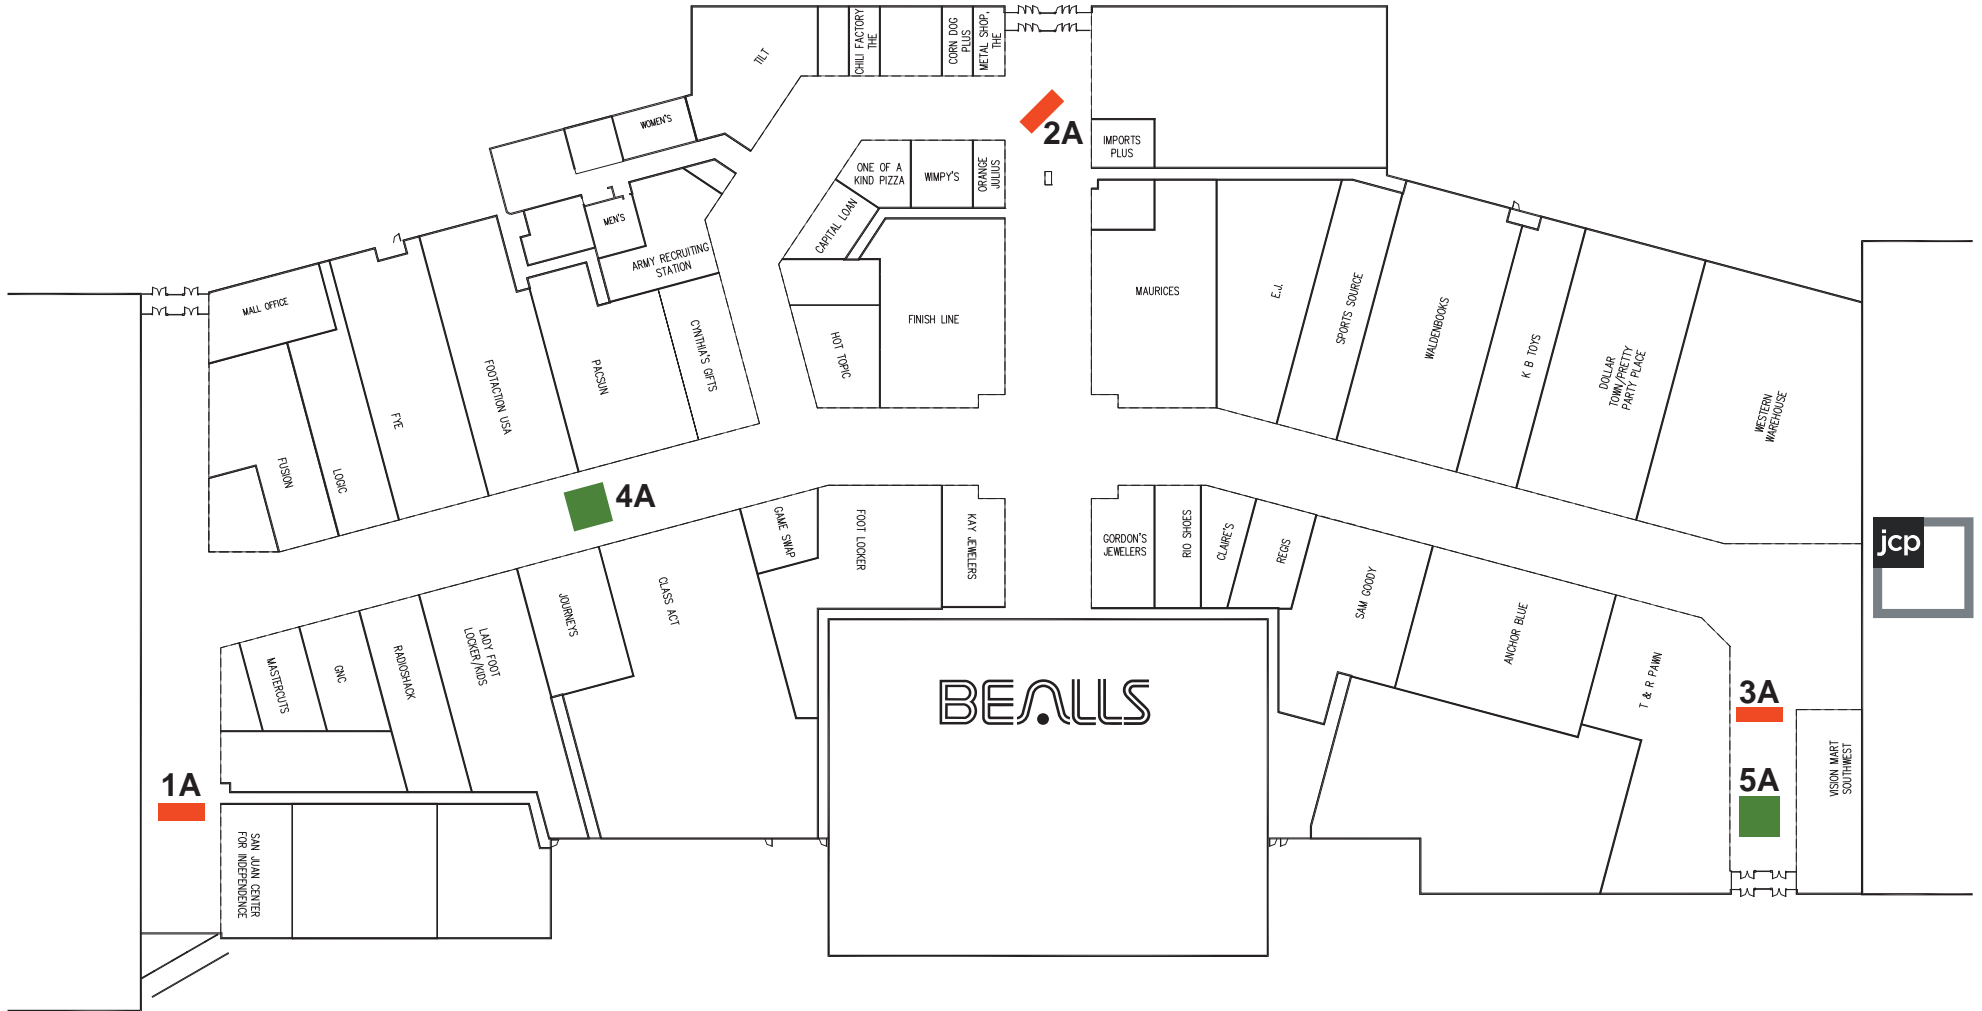 TILT
CHILI FACTORY
THE
CORN DOG
PLUS
METAL SHOP,
THE
WOMEN'S
2A
IMPORTS
PLUS
ONE OF A
KIND PIZZA
WIMPY'S
ORANGE
JULIUS
CAPITAL LOAN
MEN'S
ARMY RECRUITING
STATION
MALL OFFICE
FYE
FOOTACTION USA
PACSUN
CYNTHIA'S GIFTS
HOT TOPIC
FINISH LINE
MAURICES
E.J.
SPORTS SOURCE
WALDENBOOKS
K B TOYS
DOLLAR
TOWN/PRETTY
PARTY PLACE
WESTERN
WAREHOUSE
FUSION
LOGIC
4A
GAME SWAP
FOOT LOCKER
KAY JEWELERS
GORDON'S
JEWELERS
RIO SHOES
CLAIRE'S
REGIS
SAM GOODY
ANCHOR BLUE
T & R PAWN
jcp
MASTERCUTS
GNC
RADIOSHACK
LADY FOOT
LOCKER/KIDS
JOURNEYS
CLASS ACT
BEALLS
3A
5A
VISION MART
SOUTHWEST
1A
SAN JUAN CENTER
FOR INDEPENDENCE